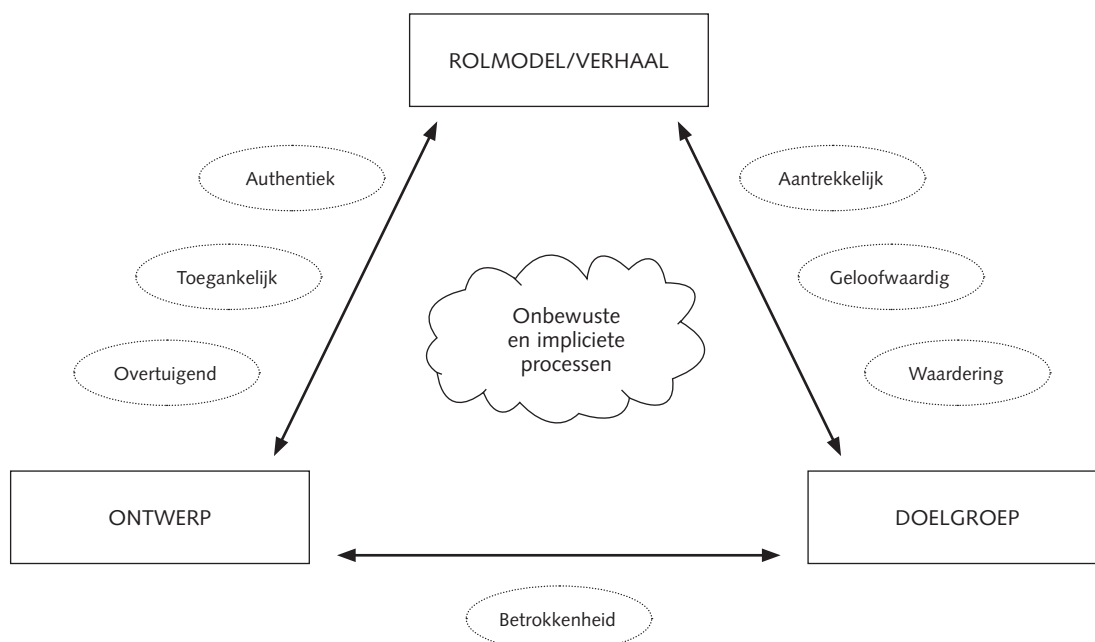 ROLMODEL/VERHAAL
Authentiek
Aantrekkelijk
Toegankelijk
Geloofwaardig
Onbewuste
en impliciete
processen
Overtuigend
Waardering
ONTWERP
DOELGROEP
Betrokkenheid